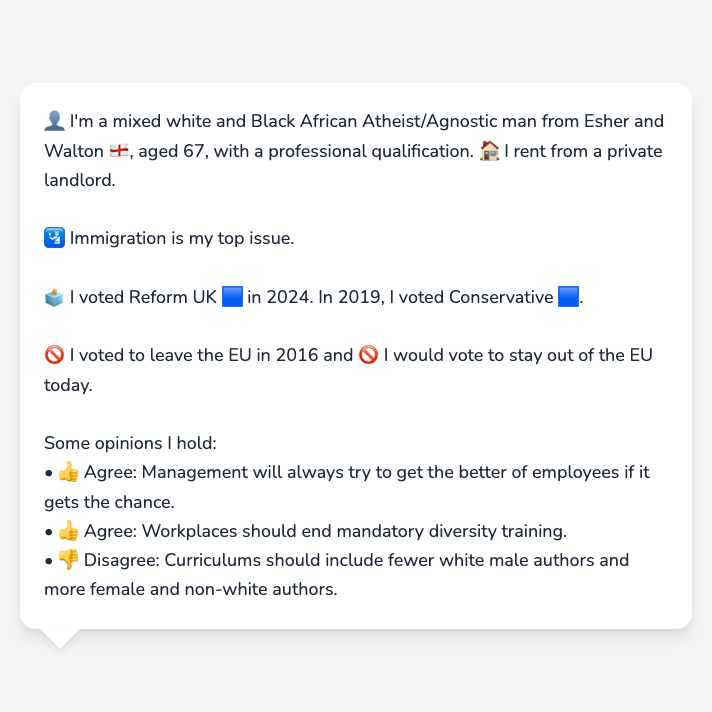 👤 I'm a mixed white and Black African Atheist/Agnostic man from Esher and
Walton 🏴󠁧󠁢󠁥󠁮󠁧󠁿, aged 67, with a professional qualification. 🏠 I rent from a private
landlord.
🛂 Immigration is my top issue.
🗳️ I voted Reform UK 🟦 in 2024. In 2019, I voted Conservative 🟦.
🚫 I voted to leave the EU in 2016 and 🚫 I would vote to stay out of the EU
today.
Some opinions I hold:
• 👍 Agree: Management will always try to get the better of employees if it
gets the chance.
• 👍 Agree: Workplaces should end mandatory diversity training.
• 👎 Disagree: Curriculums should include fewer white male authors and
more female and non-white authors.